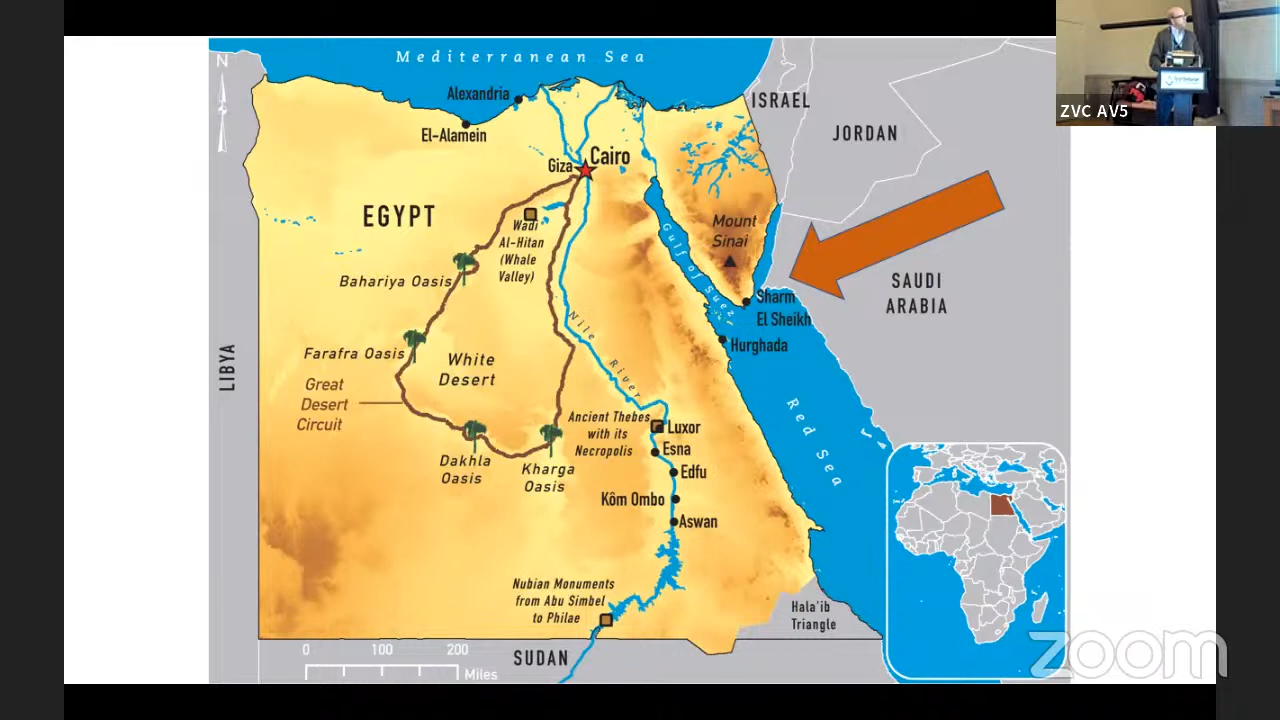 Mediterranean Sea
N
Alexandria
El-Alamein
ISRAEL
JORDAN
ZVC AV5
Giza
Cairo
EGYPT
Wadi
Al-Hitan
(Whale
Valley)
Mount
Sinai
Gulf of Suez
Bahariya Oasis
SAUDI
ARABIA
Sharm
El Sheikh
Hurghada
Nile River
LIBYA
Farafra Oasis
White
Desert
Great
Desert
Circuit
Red Sea
Ancient Thebes
with its
Necropolis
Luxor
Esna
Edfu
Dakhla
Oasis
Kharga
Oasis
Kôm Ombo
Aswan
Nubian Monuments
from Abu Simbel
to Philae
Hala'ib
Triangle
0 100 200
Miles
SUDAN
zoom